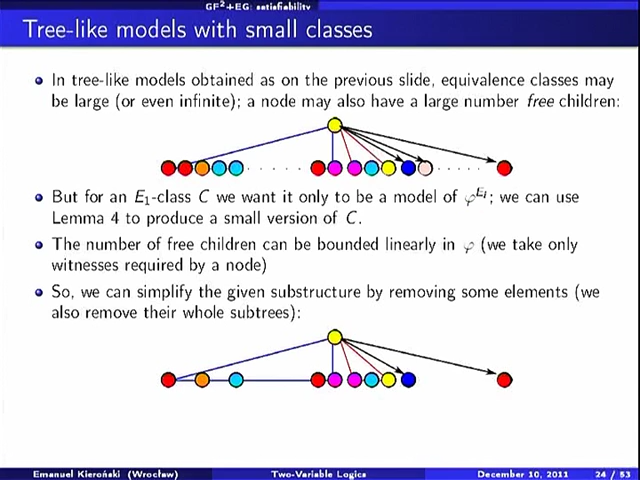 GF²+EG: satisfiability
Tree-like models with small classes
In tree-like models obtained as on the previous slide, equivalence classes may
be large (or even infinite); a node may also have a large number free children:
But for an E₁-class C we want it only to be a model of φ^{E_i}; we can use
Lemma 4 to produce a small version of C.
The number of free children can be bounded linearly in φ (we take only
witnesses required by a node)
So, we can simplify the given substructure by removing some elements (we
also remove their whole subtrees):
Emanuel Kieroński (Wrocław) Two-Variable Logics December 10, 2011 24 / 53